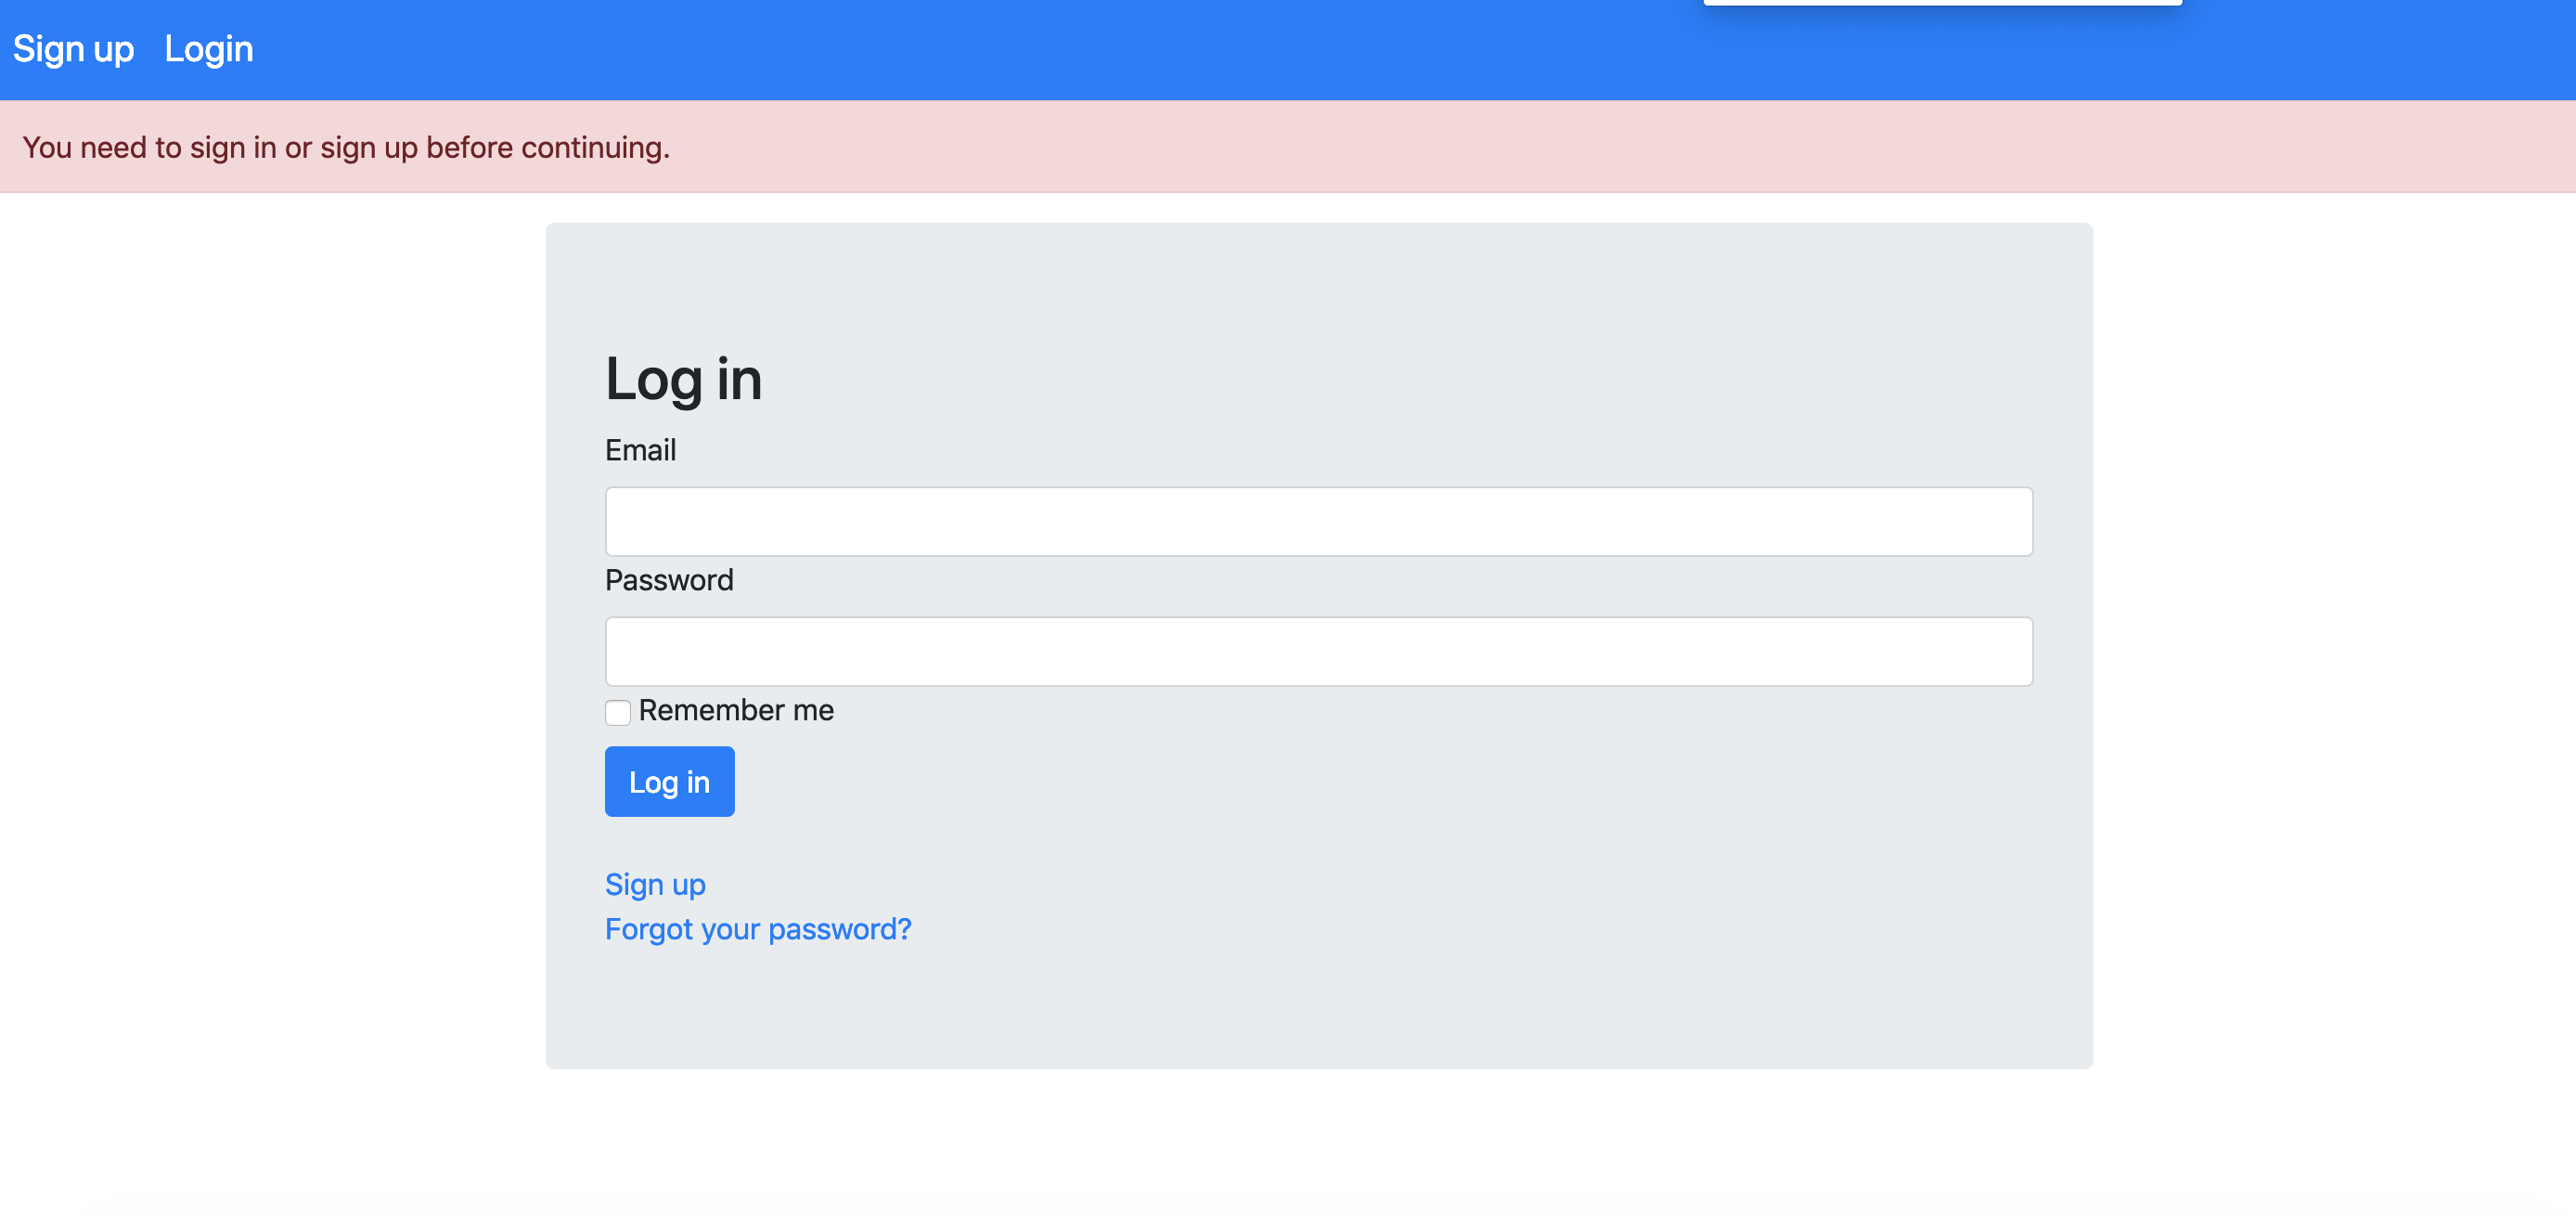 Sign up Login
You need to sign in or sign up before continuing.
Log in
Email
Password
Remember me
Log in
Sign up
Forgot your password?